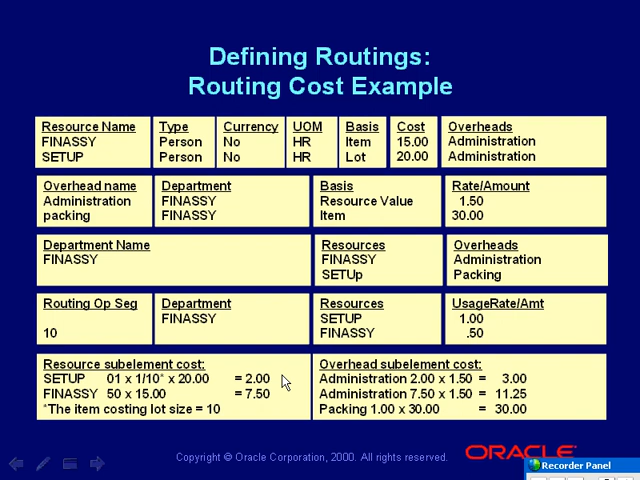 Defining Routings:
Routing Cost Example
Resource Name Type Currency UOM Basis Cost Overheads
FINASSY Person No HR Item 15.00 Administration
SETUP Person No HR Lot 20.00 Administration
Overhead name Department Basis Rate/Amount
Administration FINASSY Resource Value 1.50
packing FINASSY Item 30.00
Department Name Resources Overheads
FINASSY FINASSY Administration
SETUp Packing
Routing Op Seg Department Resources UsageRate/Amt
FINASSY SETUP 1.00
10 FINASSY .50
Resource subelement cost: Overhead subelement cost:
SETUP 01 x 1/10* x 20.00 = 2.00 Administration 2.00 x 1.50 = 3.00
FINASSY 50 x 15.00 = 7.50 Administration 7.50 x 1.50 = 11.25
*The item costing lot size = 10 Packing 1.00 x 30.00 = 30.00
Copyright © Oracle Corporation, 2000. All rights reserved.
ORACLE
Recorder Panel